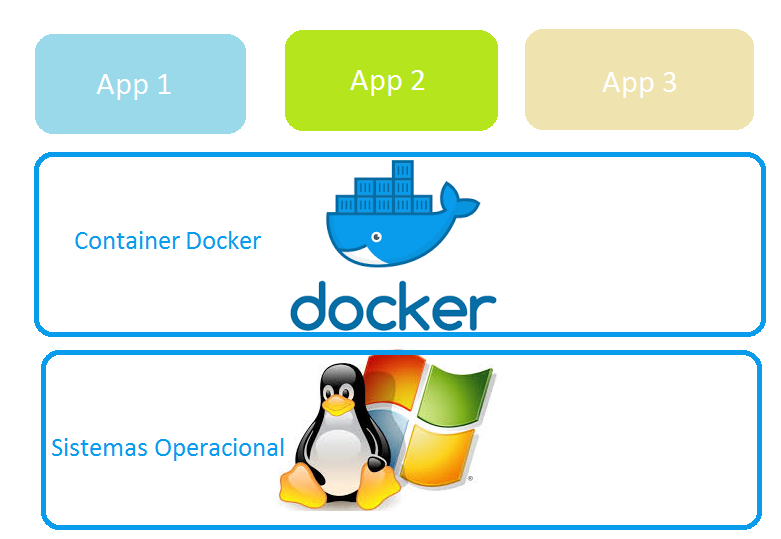 App 1
App 2
App 3
Container Docker
docker
Sistemas Operacional
®